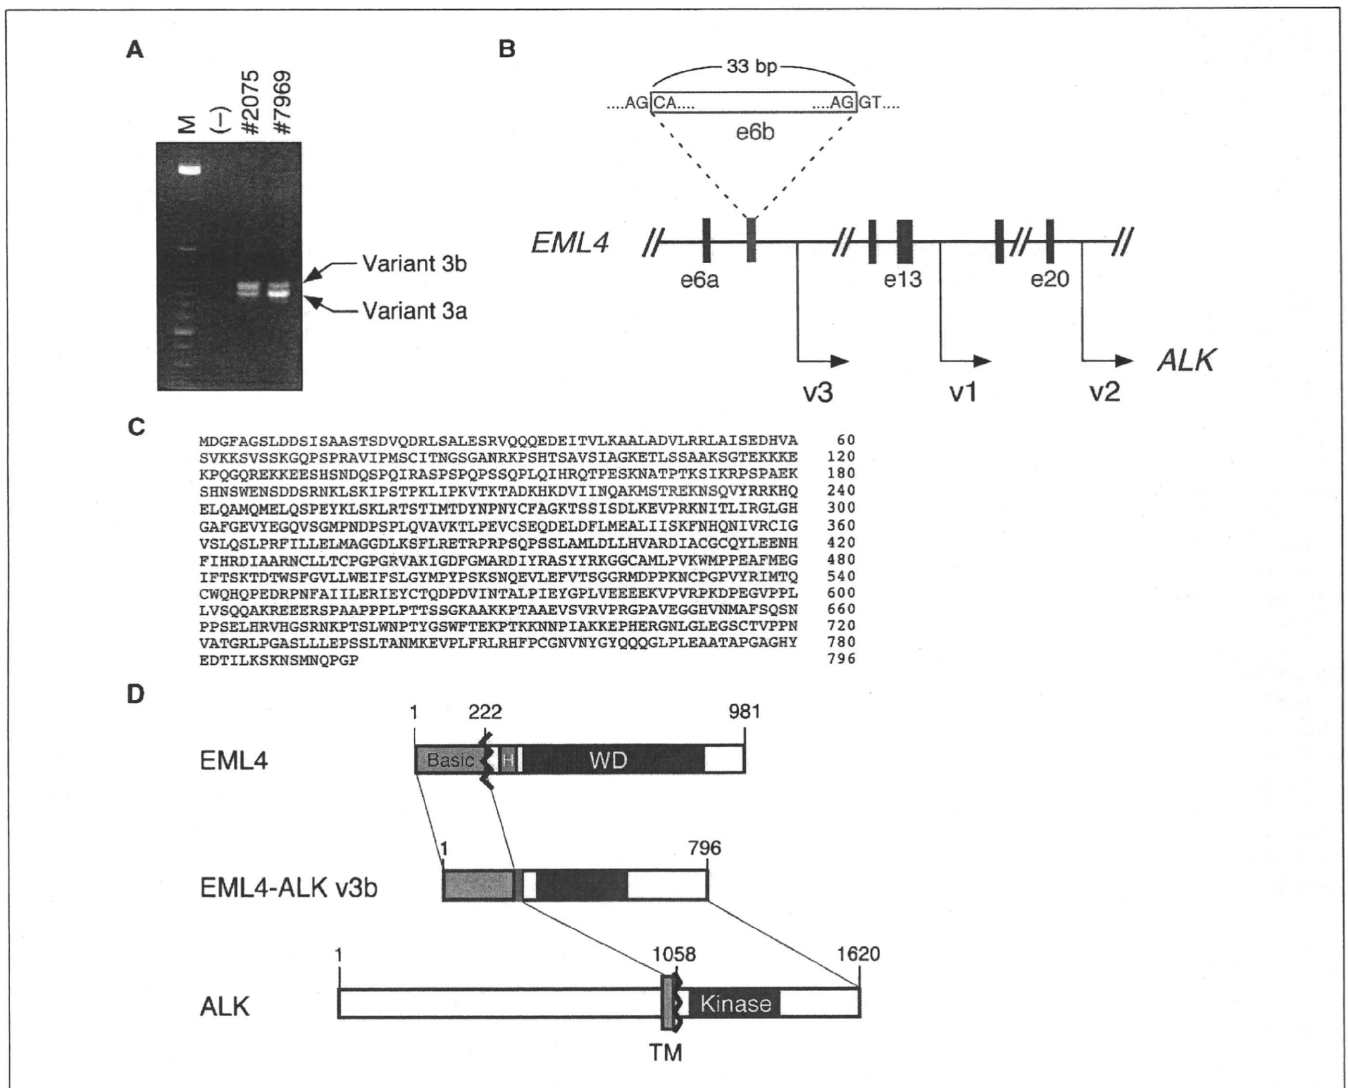 A
M
(–)
#2075
#7969
Variant 3b
Variant 3a
B
33 bp
....AG CA.... ....AG GT....
e6b
EML4
e6a
e13
e20
v3
v1
v2
ALK
C
MDGFAGSLDDSISAASTSDVQDRLSALESRVQQQEDEITVLKAALADVLRRLAISEDHVA 60
SVKKSVSSKGQPSPRAVIPMSCITNGSGANRKPSHTSAVSIAGKETLSSAAKSGTEKKKE 120
KPQGQREKKEESHSNDQSPQIRASPSPQPSSQPLQIHRQTPESKNATPTKSIKRPSPAEK 180
SHNSWENSDDSRNKLSKIPSTPKLIPKVTKTADKHKDVIINQAKMSTREKNSQVYRRKHQ 240
ELQAMQMELQSPEYKLSKLRTSTIMTDYNPNYCFAGKTSSISDLKEVPRKNITLIRGLGH 300
GAFGEVYEGQVSGMPNDPSPLQVAVKTLPEVCSEQDELDFLMEALIISKFNHQNIVRCIG 360
VSLQSLPRFILLELMAGGDLKSFLRETRPRPSQPSSLAMLDLLHVARDIACGCQYLEENH 420
FIHRDIAARNCLLTCPGPGRVAKIGDFGMARDIYRASYYRKGGCAMLPVKWMPPEAFMEG 480
IFTSKTDTWSFGVLLWEIFSLGYMPYPSKSNQEVLEFVTSGGRMDPPKNCPGPVYRIMTQ 540
CWQHQPEDRPNFAIILERIEYCTQDPDVINTALPIEYGPLVEEEEKVPVRPKDPEGVPPL 600
LVSQQAKREEERSPAAPPPLPTTSSGKAAKKPTAAEVSVRVPRGPAVEGGHVNMAFSQSN 660
PPSELHRVHGSRNKPTSLWNPTYGSWFTEKPTKKNNPIAKKEPHERGNLGLEGSCTVPPN 720
VATGRLPGASLLLEPSSLTANMKEVPLFRLRHFPCGNVNYGYQQQGLPLEAATAPGAGHY 780
EDTILKSKNSMNQPGP 796
D
1 222 981
EML4 Basic H WD
1 796
EML4-ALK v3b
1 1058 1620
ALK Kinase
TM